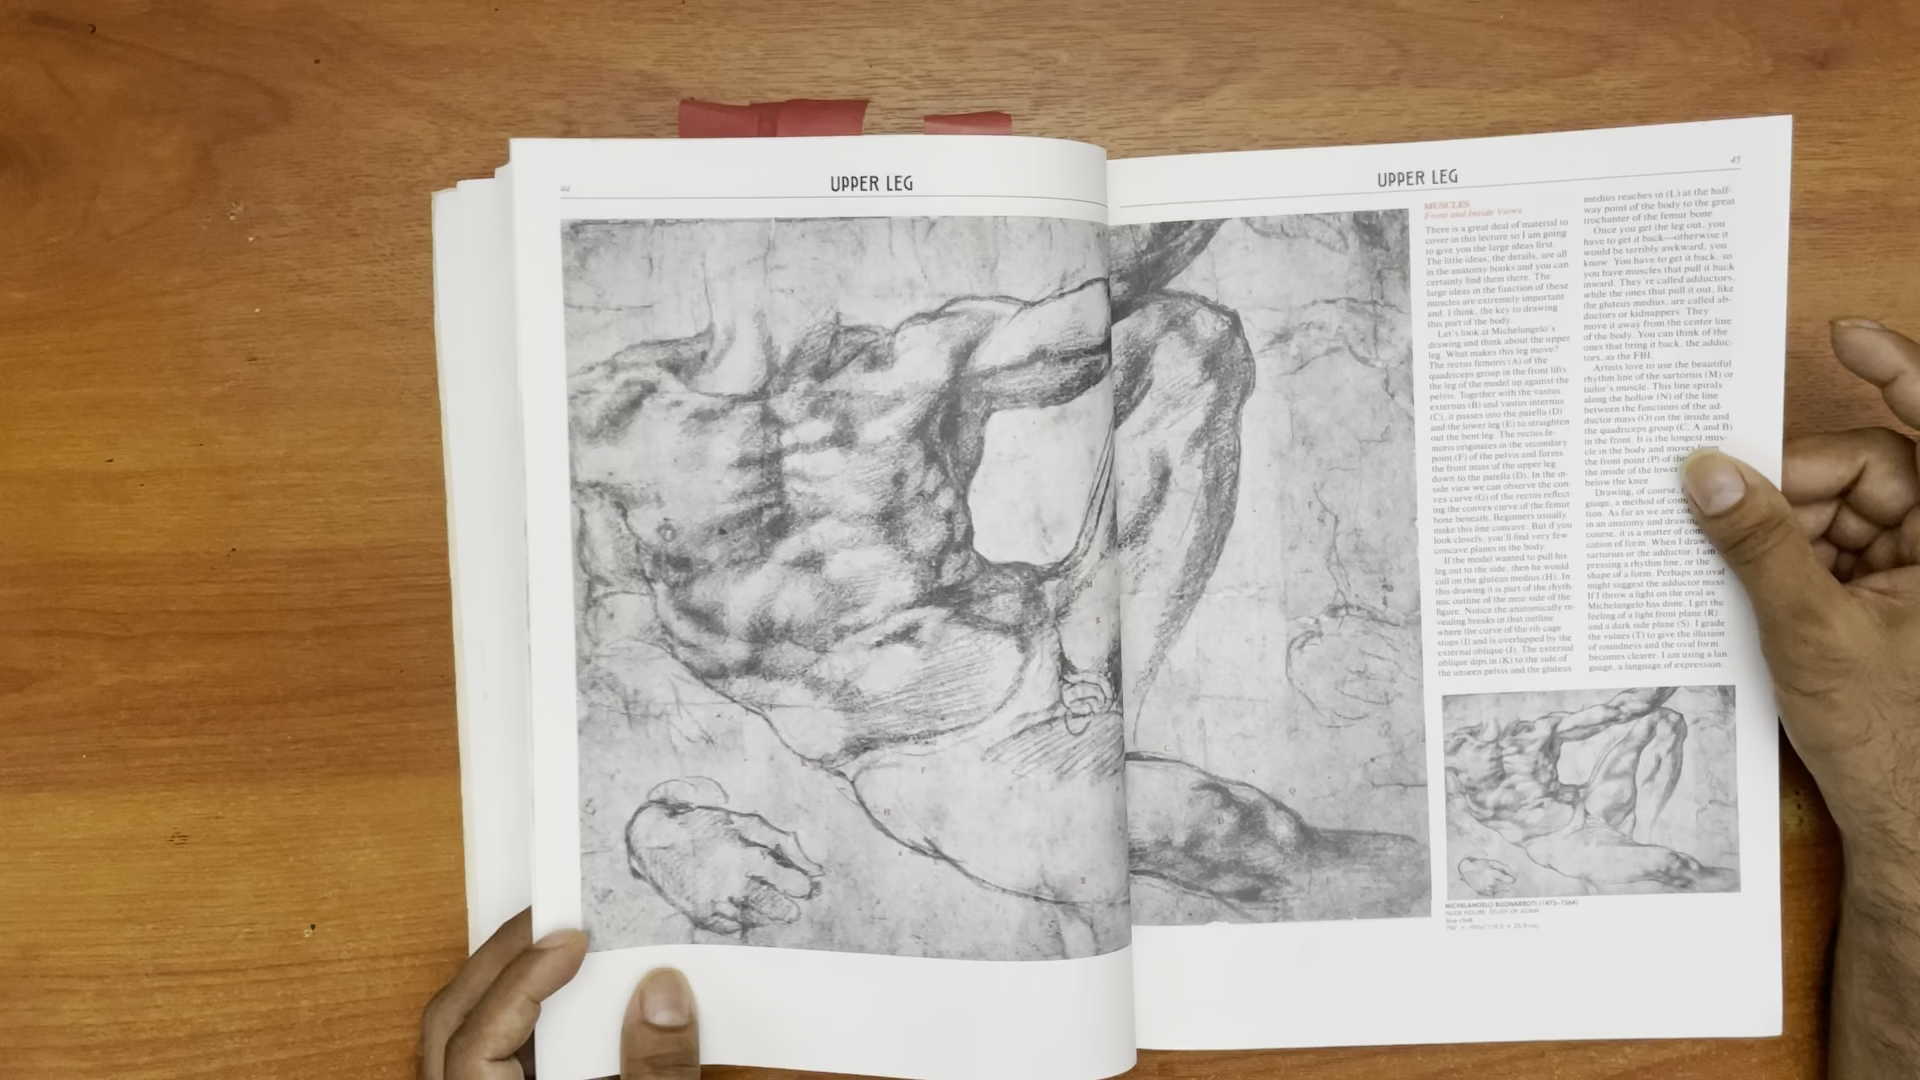 44
UPPER LEG
UPPER LEG
45
MUSCLES
Front and Inside Views
There is a great deal of material to
cover in this lecture so I am going
to give you the large ideas first.
The little ideas, the details, are all
in the anatomy books and you can
certainly find them there. The
large ideas in the function of these
muscles are extremely important
and, I think, the key to drawing
this part of the body.
Let's look at Michelangelo's
drawing and think about the upper
leg. What makes this leg move?
The rectus femoris (A) of the
quadriceps group in the front lifts
the leg of the model up against the
pelvis. Together with the vastus
externus (B) and vastus internus
(C), it passes into the patella (D)
and the lower leg (E) to straighten
out the bent leg. The rectus fe-
moris originates in the secondary
point (F) of the pelvis and forms
the front mass of the upper leg
down to the patella (D). In the in-
side view we can observe the con-
vex curve (G) of the rectus reflect-
ing the convex curve of the femur
bone beneath. Beginners usually
make this line concave. But if you
look closely, you'll find very few
concave planes in the body.
If the model wanted to pull his
leg out to the side, then he would
call on the gluteus medius (H). In
this drawing it is part of the rhyth-
mic outline of the near side of the
figure. Notice the anatomically re-
vealing breaks in that outline
where the curve of the rib cage
stops (I) and is overlapped by the
external oblique (J). The external
oblique dips in (K) to the side of
the unseen pelvis and the gluteus
medius reaches in (L) at the half-
way point of the body to the great
trochanter of the femur bone.
Once you get the leg out, you
have to get it back—otherwise it
would be terribly awkward, you
know. You have to get it back, so
you have muscles that pull it back
inward. They're called adductors,
while the ones that pull it out, like
the gluteus medius, are called ab-
ductors or kidnappers. They
move it away from the center line
of the body. You can think of the
ones that bring it back, the adduc-
tors, as the FBI.
Artists love to use the beautiful
rhythm line of the sartorius (M) or
tailor's muscle. This line spirals
along the hollow (N) of the line
between the functions of the ad-
ductor mass (O) on the inside and
the quadriceps group (C, A and B)
in the front. It is the longest mus-
cle in the body and moves from
the front point (P) of the
the inside of the lower
below the knee.
Drawing, of course,
guage, a method of
tion. As far as we are
in an anatomy and drawing
course, it is a matter of
cation of form. When I draw
sartorius or the adductor, I am
pressing a rhythm line, or the
shape of a form. Perhaps an oval
might suggest the adductor mass.
If I throw a light on the oval as
Michelangelo has done, I get the
feeling of a light front plane (R)
and a dark side plane (S). I grade
the values (T) to give the illusion
of roundness and the oval form
becomes clearer. I am using a lan-
guage, a language of expression
MICHELANGELO BUONARROTI (1475–1564)
NUDE FIGURE, STUDY OF ADAM
M
K
H
B
C
Q
D